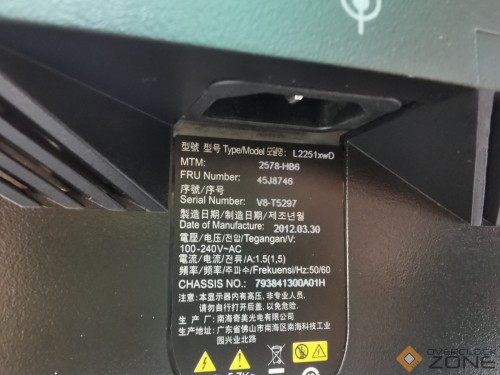 型號 型号 Type/Model 모델명: L2251xwD
MTM: 2578-HB6
FRU Number: 45J8746
序號/序号/
Serial Number: V8-T5297
製造日期/制造日期/제조년월
Date of Manufacture: 2012.03.30
電壓/电压/전압/Tegangan/V:
100-240V~AC
電流/电流/전류/A:1.5(1,5)
頻率/频率/주파수/Frekuensi/Hz:50/60
CHASSIS NO.: 793841300A01H
注意:本显示器内有高压,非专业人士,
请勿自行打开后盖,以免危险。
生产厂:南海奇美光电有限公司
生产地址:广东省佛山市南海区南海科技工业
园兴业北路
OVERCLOCK
ZONE